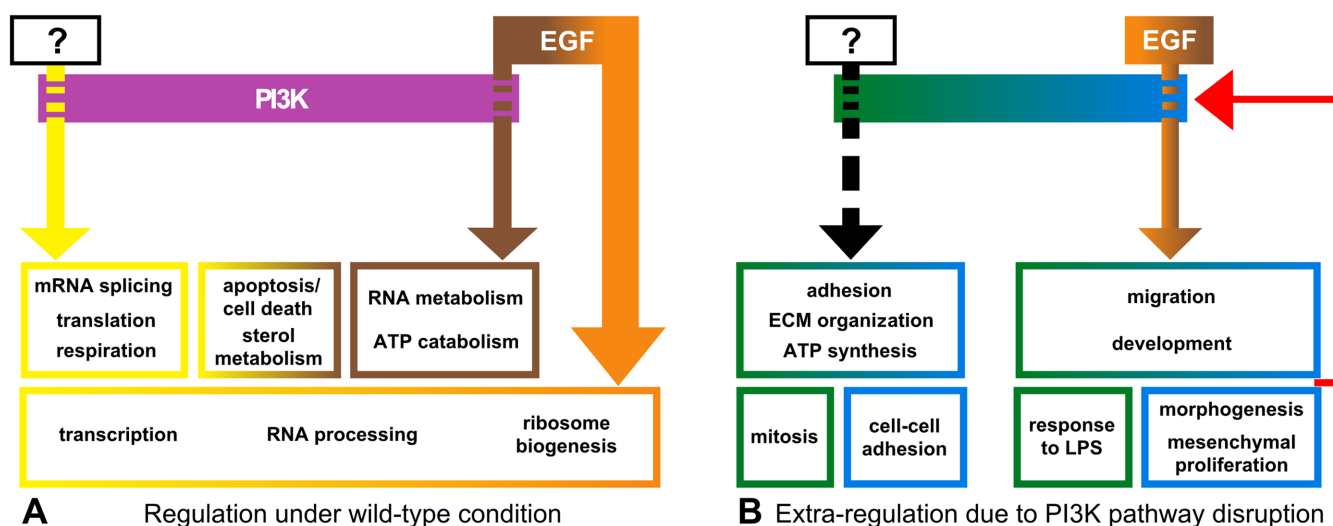 ?
EGF
PI3K
mRNA splicing
translation
respiration
apoptosis/
cell death
sterol
metabolism
RNA metabolism
ATP catabolism
transcription
RNA processing
ribosome
biogenesis
A Regulation under wild-type condition
?
EGF
adhesion
ECM organization
ATP synthesis
migration
development
mitosis
cell-cell
adhesion
response
to LPS
morphogenesis
mesenchymal
proliferation
B Extra-regulation due to PI3K pathway disruption